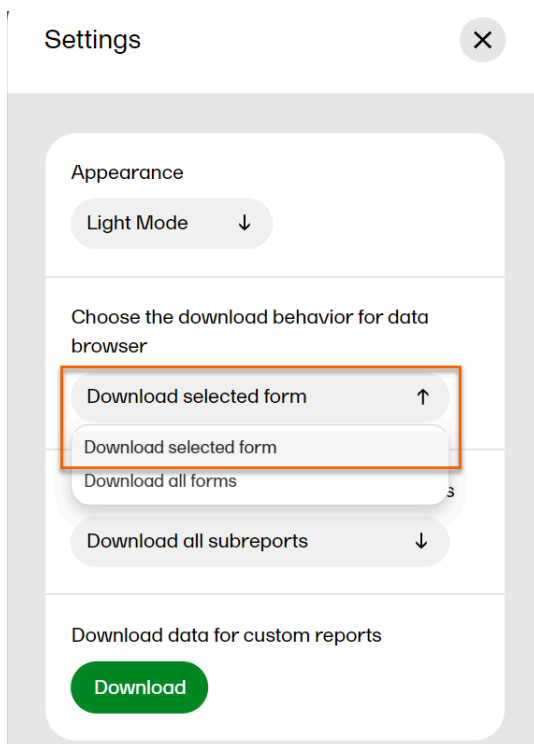 Settings
Appearance
Light Mode
Choose the download behavior for data
browser
Download selected form
Download selected form
Download all forms
Download all subreports
Download data for custom reports
Download